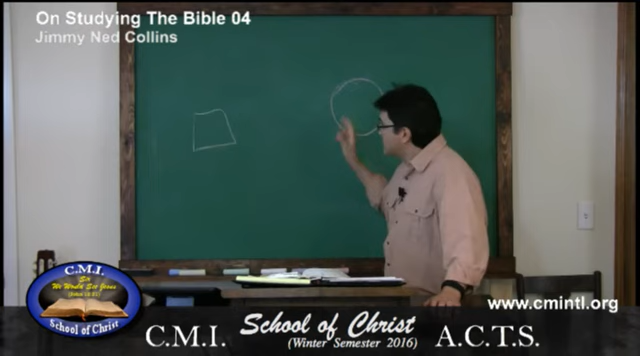 On Studying The Bible 04
Jimmy Ned Collins
C.M.I.
Sir
We Would See Jesus
School of Christ
www.cmintl.org
C.M.I. School of Christ A.C.T.S.
(Winter Semester 2016)